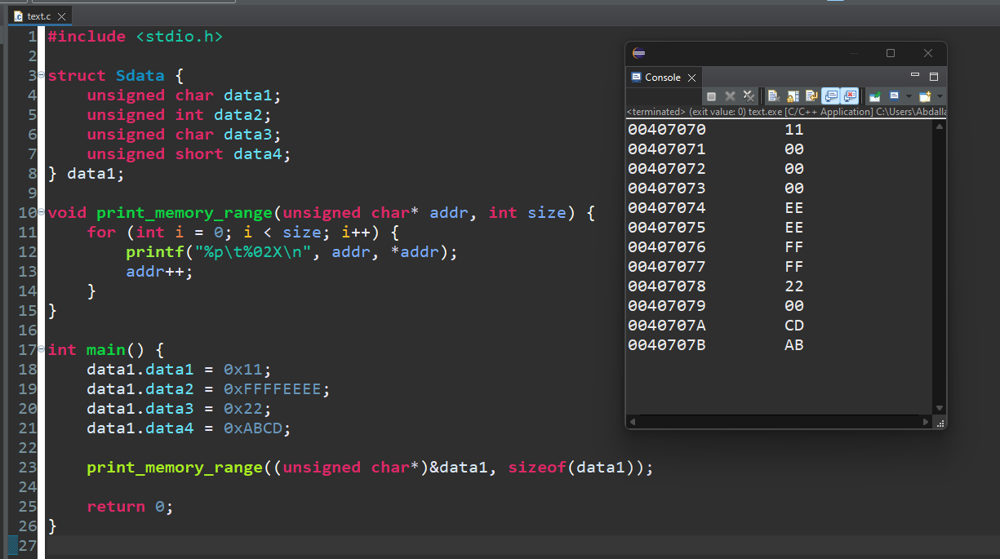 text.c
1 #include <stdio.h>
2
3 struct Sdata {
4     unsigned char data1;
5     unsigned int data2;
6     unsigned char data3;
7     unsigned short data4;
8 } data1;
9
10 void print_memory_range(unsigned char* addr, int size) {
11     for (int i = 0; i < size; i++) {
12         printf("%p\t%02X\n", addr, *addr);
13         addr++;
14     }
15 }
16
17 int main() {
18     data1.data1 = 0x11;
19     data1.data2 = 0xFFFFEEEE;
20     data1.data3 = 0x22;
21     data1.data4 = 0xABCD;
22
23     print_memory_range((unsigned char*)&data1, sizeof(data1));
24
25     return 0;
26 }
27
Console
<terminated> (exit value: 0) text.exe [C/C++ Application] C:\Users\Abdalla
00407070 11
00407071 00
00407072 00
00407073 00
00407074 EE
00407075 EE
00407076 FF
00407077 FF
00407078 22
00407079 00
0040707A CD
0040707B AB